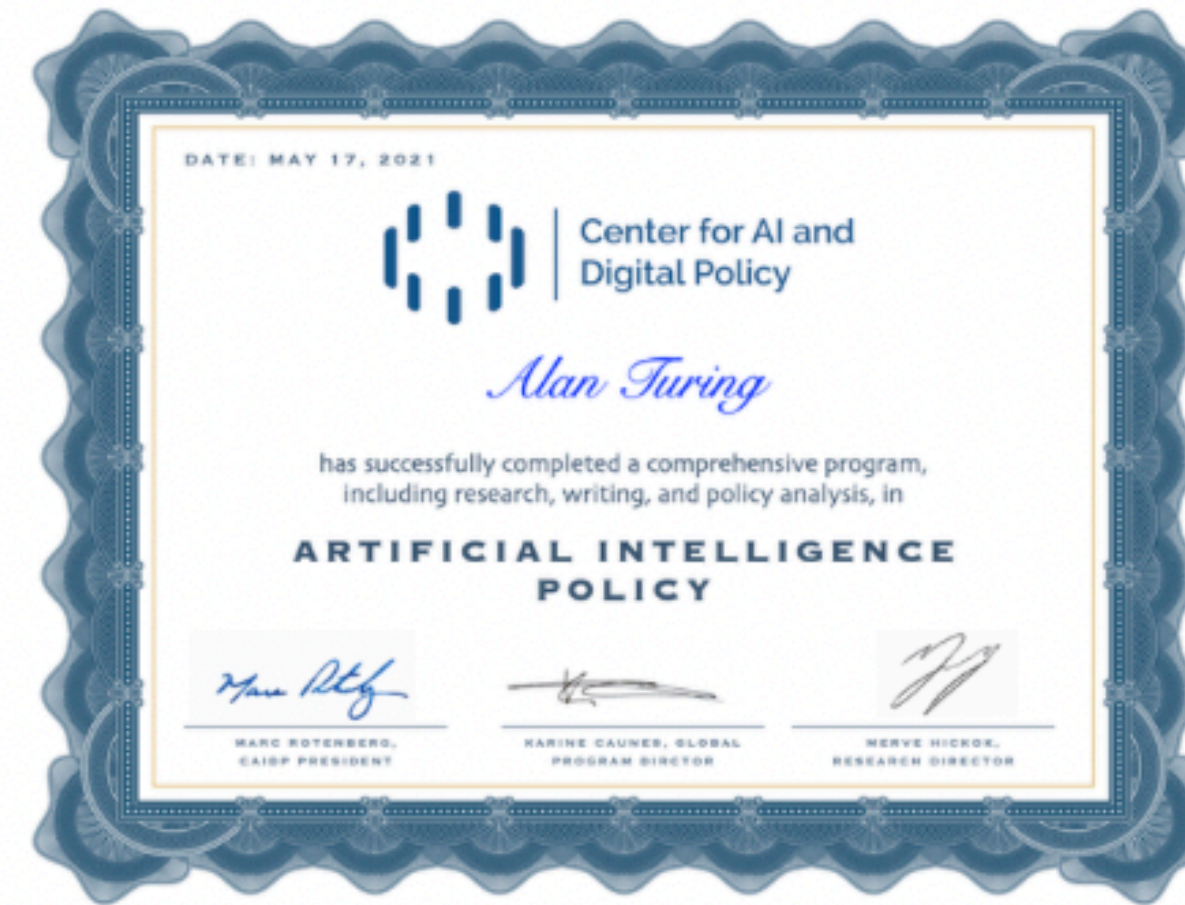 DATE: MAY 17, 2021
Center for AI and
Digital Policy
Alan Turing
has successfully completed a comprehensive program,
including research, writing, and policy analysis, in
ARTIFICIAL INTELLIGENCE
POLICY
MARC ROTENBERG,
CAIDP PRESIDENT
KARINE CAUNES, GLOBAL
PROGRAM DIRCTOR
MERVE HICKOK,
RESEARCH DIRECTOR